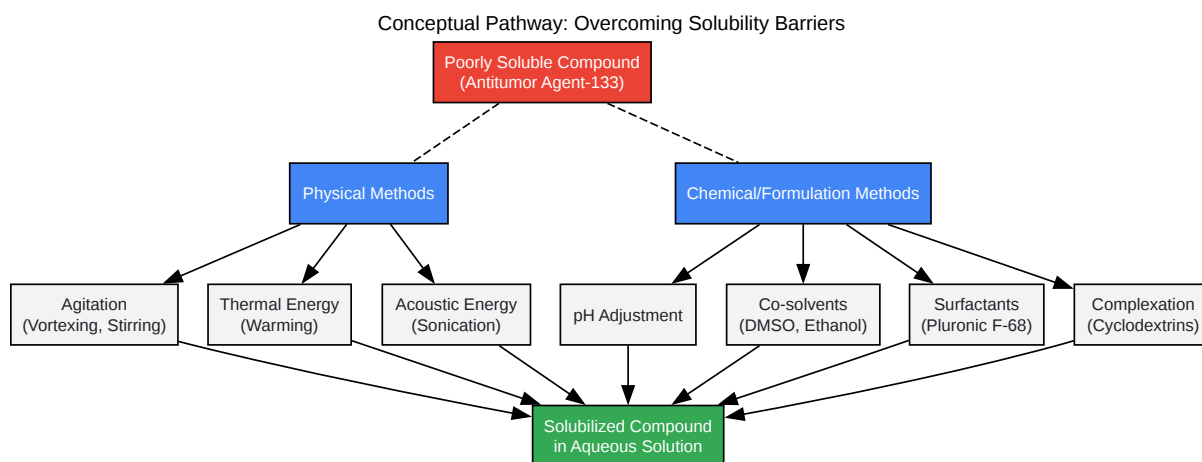 Conceptual Pathway: Overcoming Solubility Barriers
Poorly Soluble Compound
(Antitumor Agent-133)
Physical Methods
Chemical/Formulation Methods
Agitation
(Vortexing, Stirring)
Thermal Energy
(Warming)
Acoustic Energy
(Sonication)
pH Adjustment
Co-solvents
(DMSO, Ethanol)
Surfactants
(Pluronic F-68)
Complexation
(Cyclodextrins)
Solubilized Compound
in Aqueous Solution